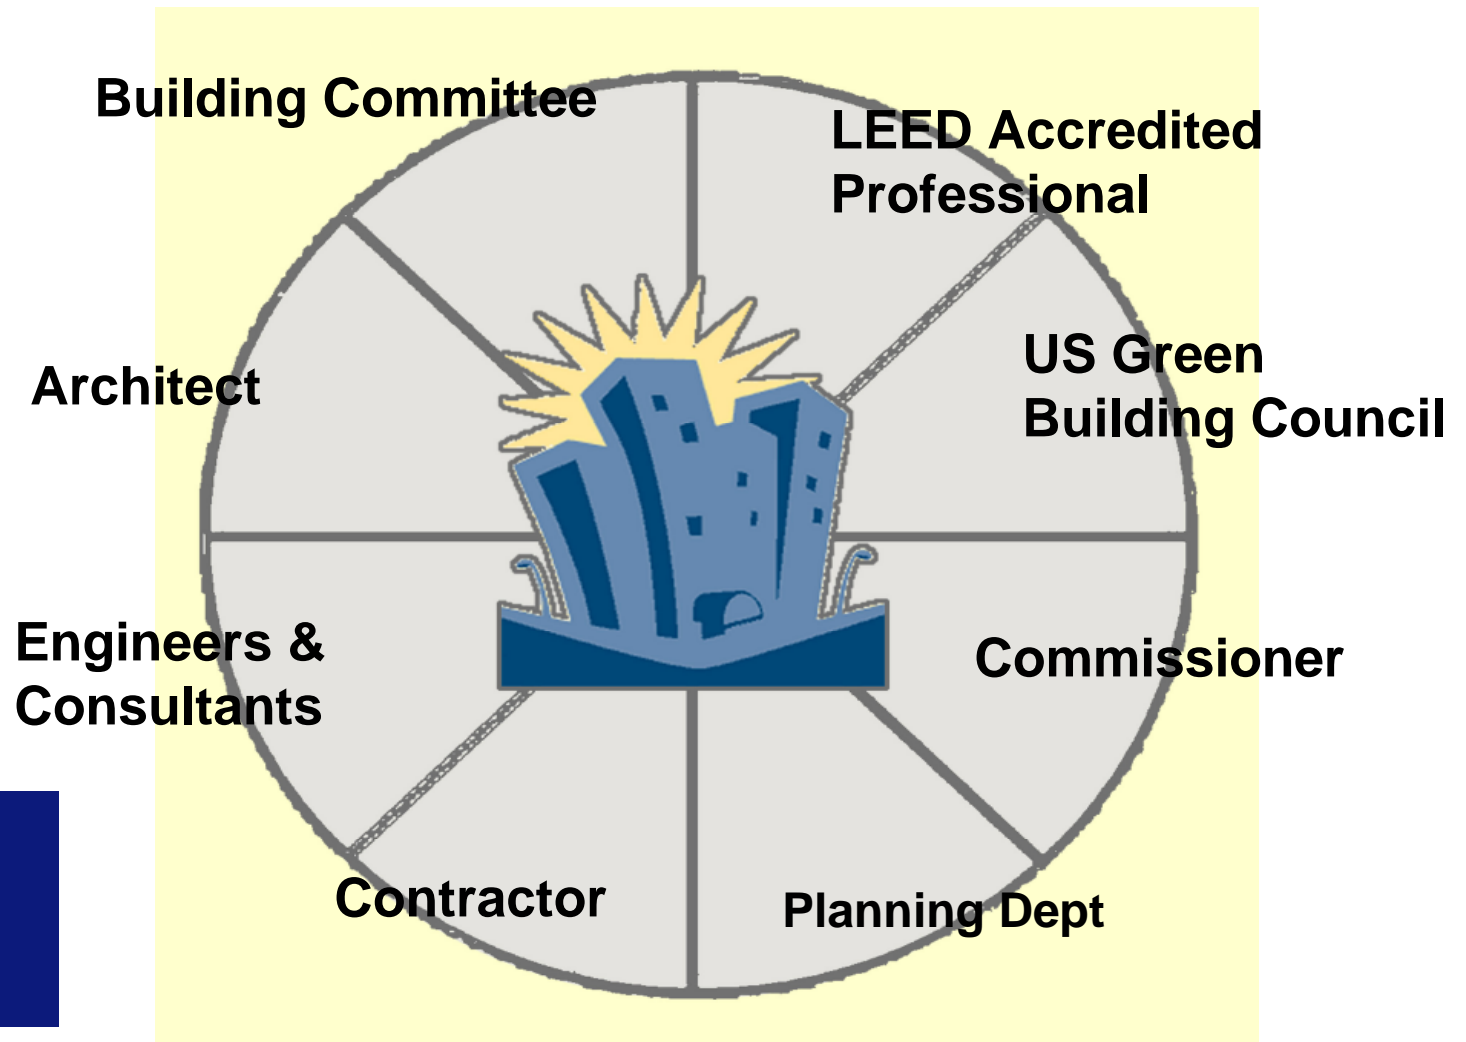 Building Committee
LEED Accredited
Professional
US Green
Building Council
Architect
Engineers &
Consultants
Commissioner
Contractor
Planning Dept